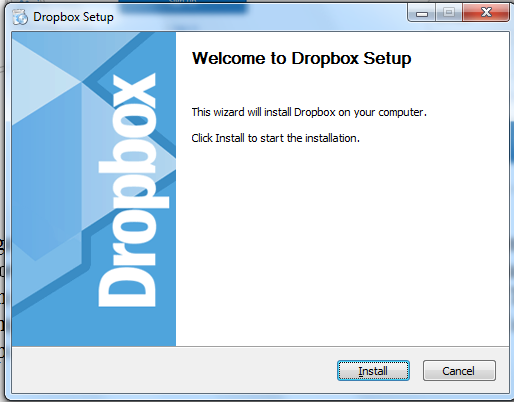 Dropbox Setup
Welcome to Dropbox Setup
This wizard will install Dropbox on your computer.
Click Install to start the installation.
Dropbox
Install
Cancel